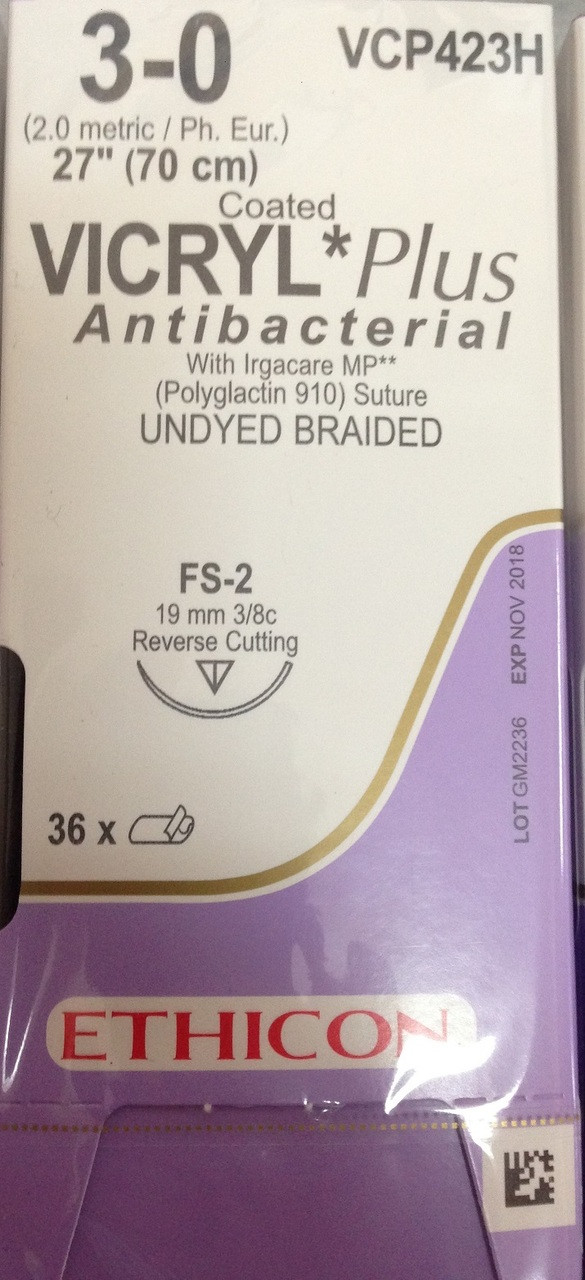 3-0
VCP423H
(2.0 metric / Ph. Eur.)
27" (70 cm)
Coated
VICRYL*Plus
Antibacterial
With Irgacare MP**
(Polyglactin 910) Suture
UNDYED BRAIDED
FS-2
19 mm 3/8c
Reverse Cutting
36 x
LOT GM2236 EXP NOV 2018
ETHICON